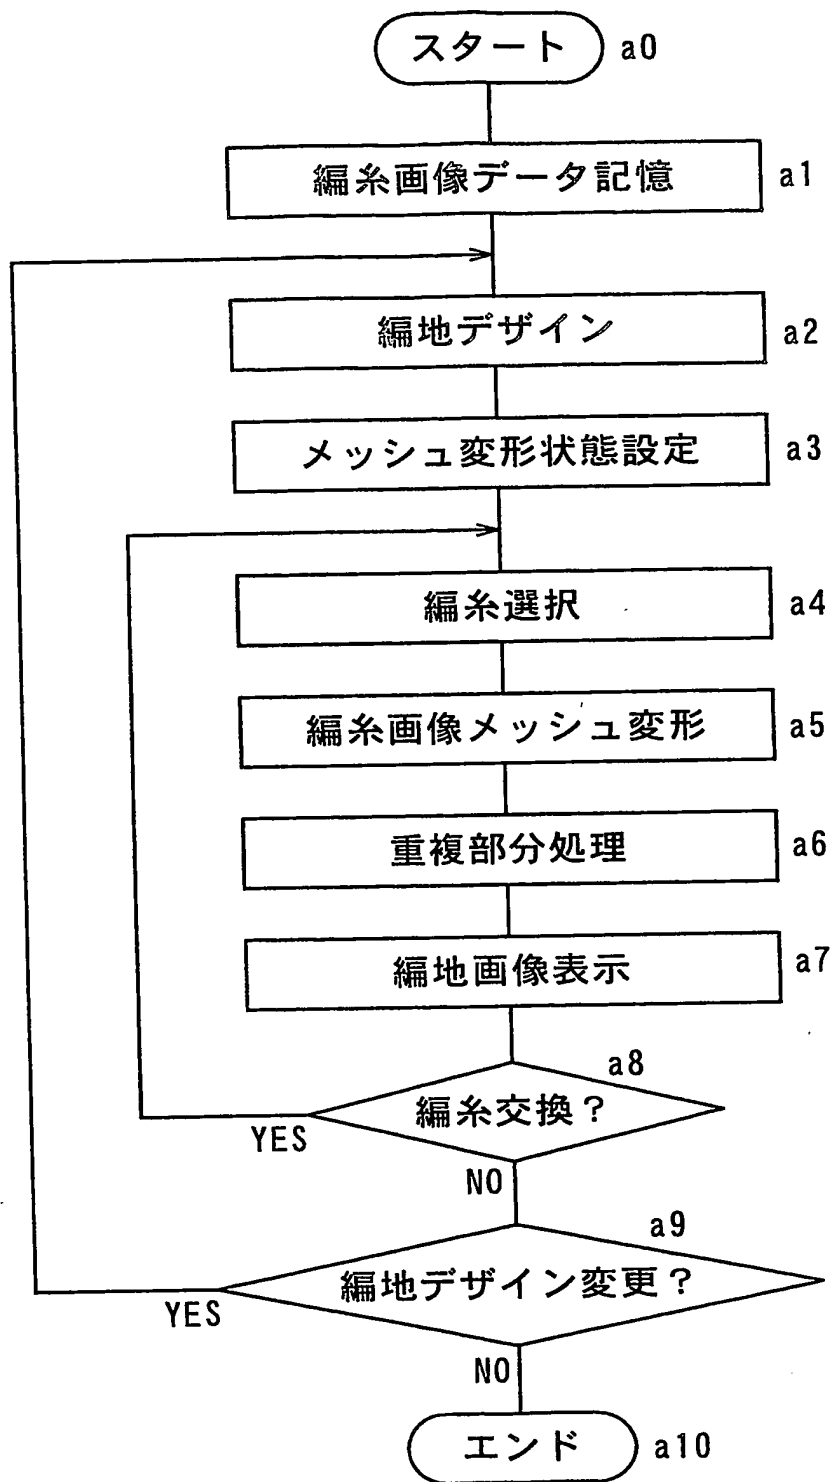 スタート a0
編糸画像データ記憶 a1
編地デザイン a2
メッシュ変形状態設定 a3
編糸選択 a4
編糸画像メッシュ変形 a5
重複部分処理 a6
編地画像表示 a7
a8
編糸交換？
YES
NO
a9
編地デザイン変更？
YES
NO
エンド a10